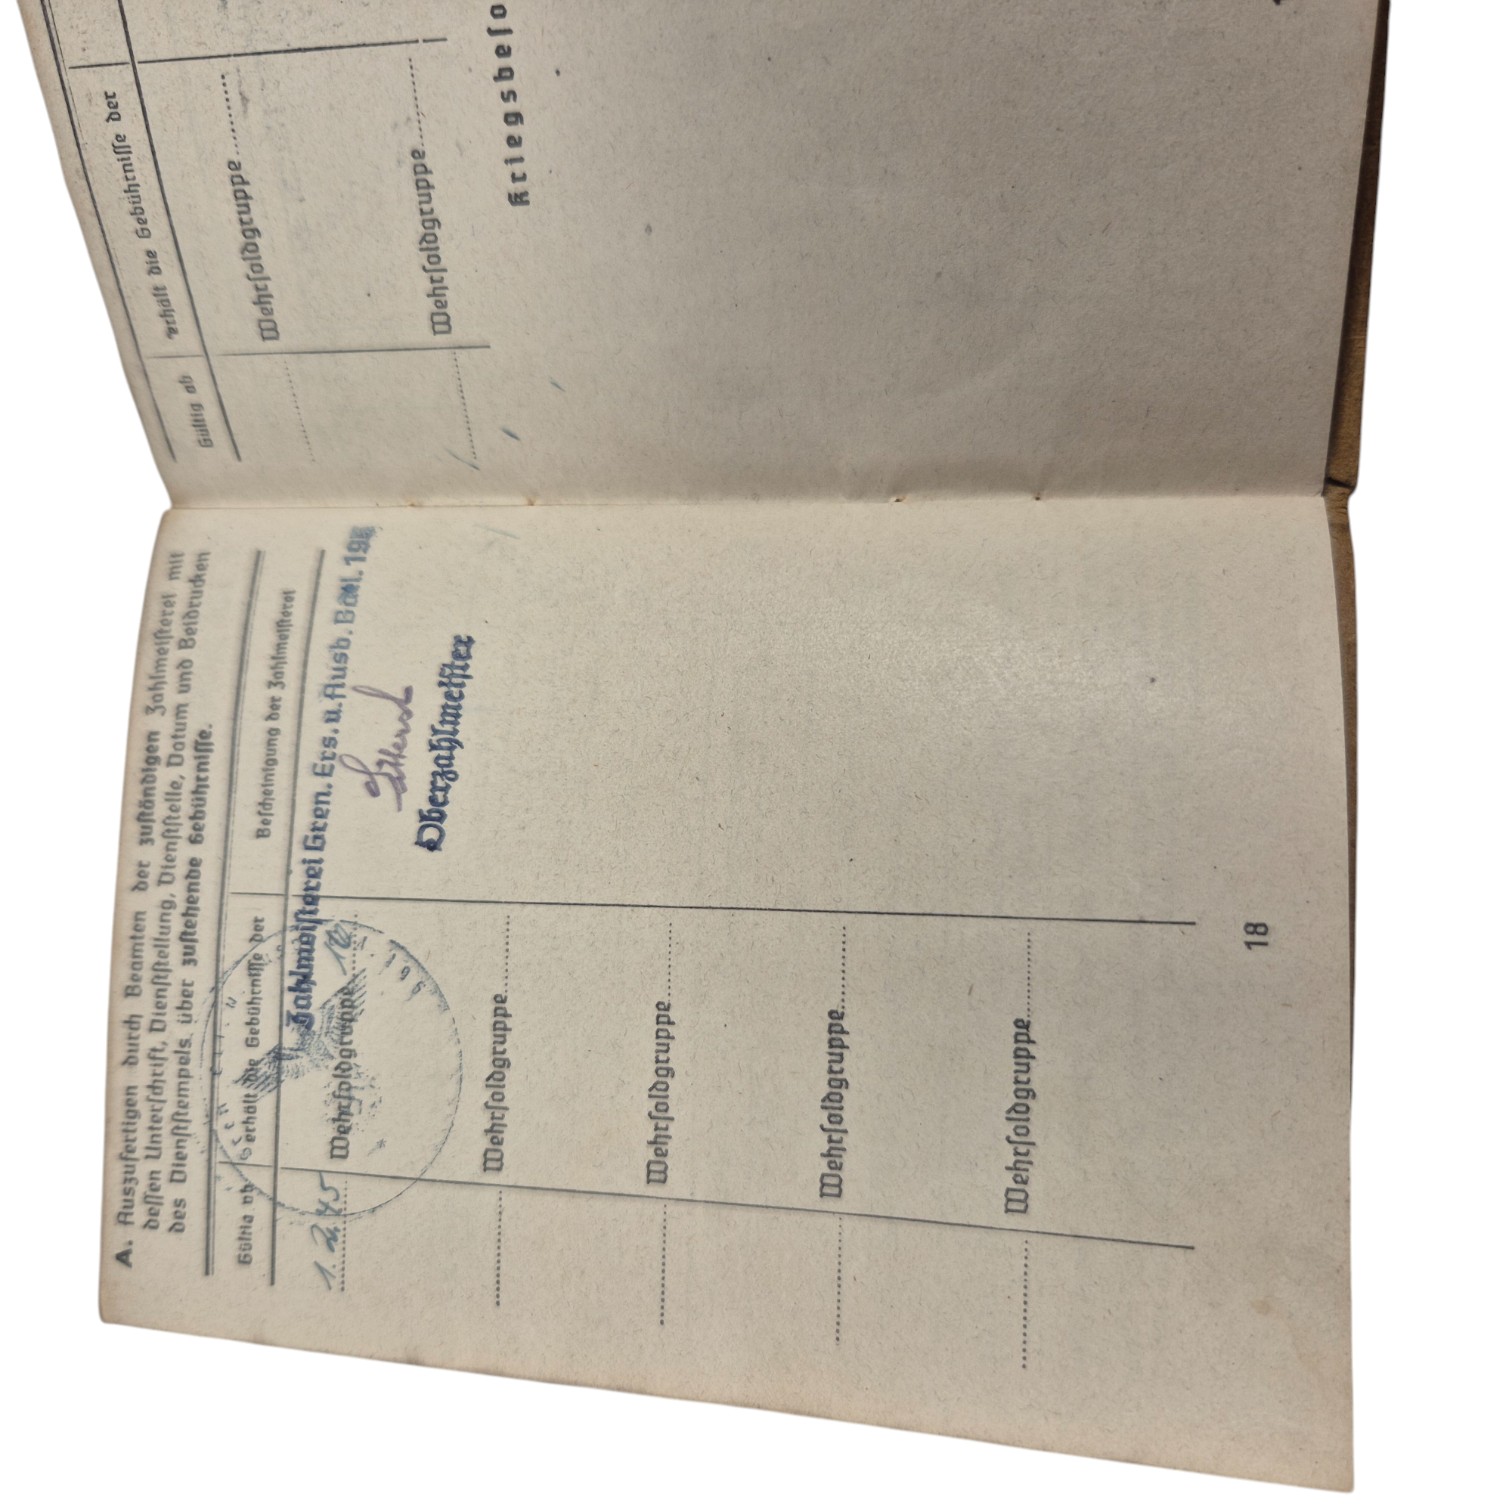 A. Auszufertigen durch Beamten der zuständigen Zahlmeisterei mit
dessen Unterschrift, Dienststellung, Dienststelle, Datum und Beidrucken
des Dienststempels über zustehende Gebührnisse.
Gültig ab
erhält die Gebührnisse der
Bescheinigung der Zahlmeisterei
1. 2. 45
Wehrsoldgruppe
Zahlmeisterei Gren. Ers. u. Ausb. Batl. 19
Oberzahlmeister
Wehrsoldgruppe
Wehrsoldgruppe
Wehrsoldgruppe
Wehrsoldgruppe
18
Gültig ab
erhält die Gebührnisse der
Wehrsoldgruppe
Wehrsoldgruppe
Kriegsbeso